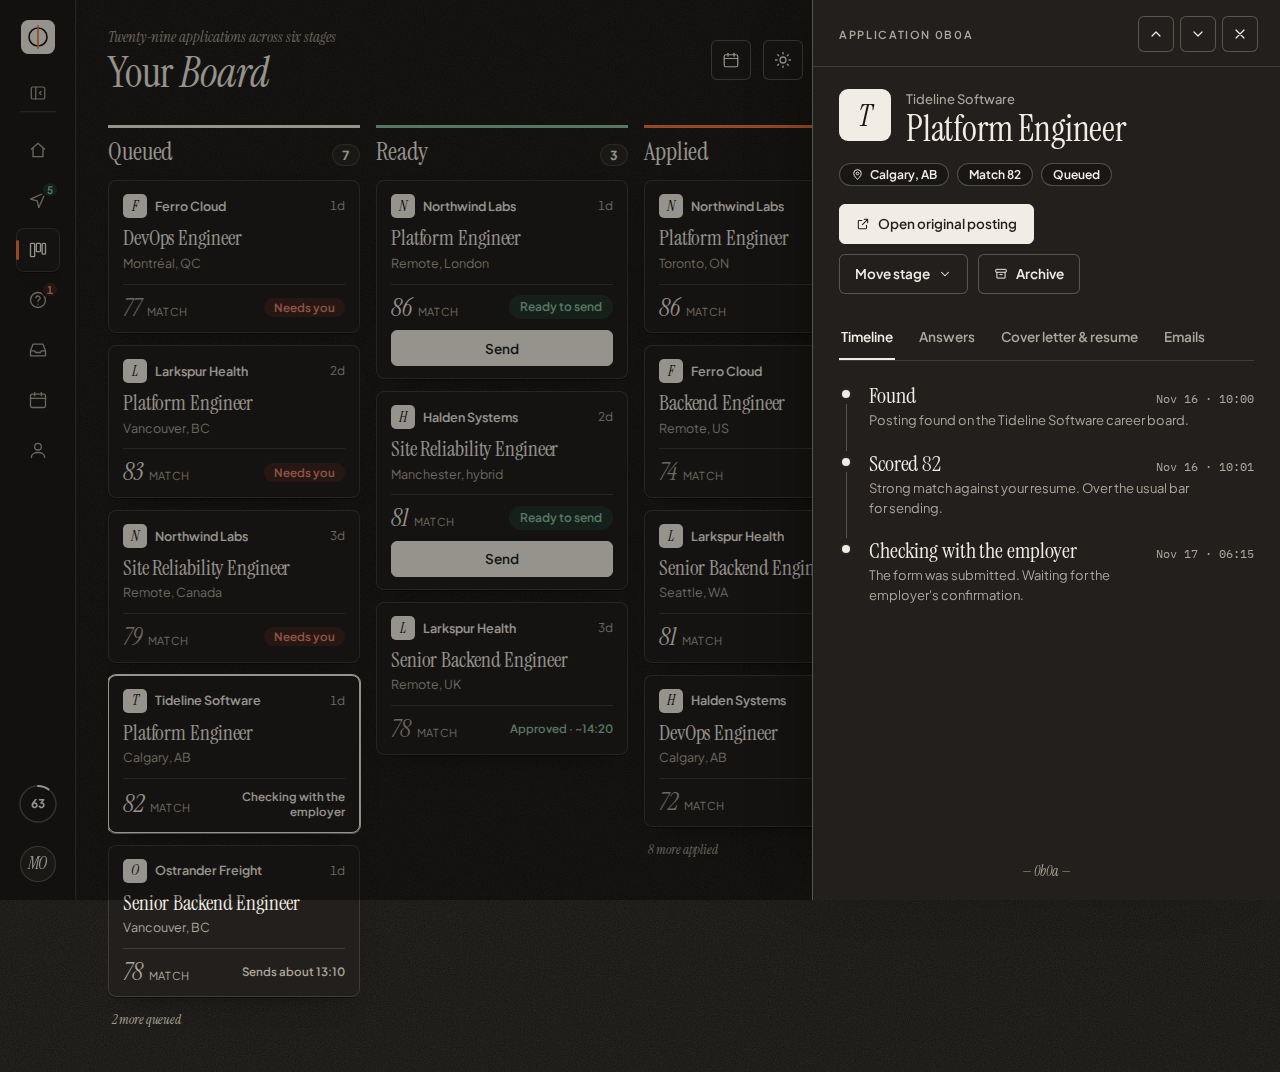 5
1
63
MO
Twenty-nine applications across six stages
Your Board
Queued
7
F
Ferro Cloud
1d
DevOps Engineer
Montréal, QC
77 MATCH
Needs you
L
Larkspur Health
2d
Platform Engineer
Vancouver, BC
83 MATCH
Needs you
N
Northwind Labs
3d
Site Reliability Engineer
Remote, Canada
79 MATCH
Needs you
T
Tideline Software
1d
Platform Engineer
Calgary, AB
82 MATCH
Checking with the
employer
O
Ostrander Freight
1d
Senior Backend Engineer
Vancouver, BC
78 MATCH
Sends about 13:10
2 more queued
Ready
3
N
Northwind Labs
1d
Platform Engineer
Remote, London
86 MATCH
Ready to send
Send
H
Halden Systems
2d
Site Reliability Engineer
Manchester, hybrid
81 MATCH
Ready to send
Send
L
Larkspur Health
3d
Senior Backend Engineer
Remote, UK
78 MATCH
Approved · ~14:20
Applied
N
Northwind Labs
Platform Engineer
Toronto, ON
86 MATCH
F
Ferro Cloud
Backend Engineer
Remote, US
74 MATCH
L
Larkspur Health
Senior Backend Engin
Seattle, WA
81 MATCH
H
Halden Systems
DevOps Engineer
Calgary, AB
72 MATCH
8 more applied
APPLICATION 0B0A
T
Tideline Software
Platform Engineer
Calgary, AB
Match 82
Queued
Open original posting
Move stage
Archive
Timeline
Answers
Cover letter & resume
Emails
Found
Nov 16 · 10:00
Posting found on the Tideline Software career board.
Scored 82
Nov 16 · 10:01
Strong match against your resume. Over the usual bar
for sending.
Checking with the employer
Nov 17 · 06:15
The form was submitted. Waiting for the
employer's confirmation.
— 0b0a —